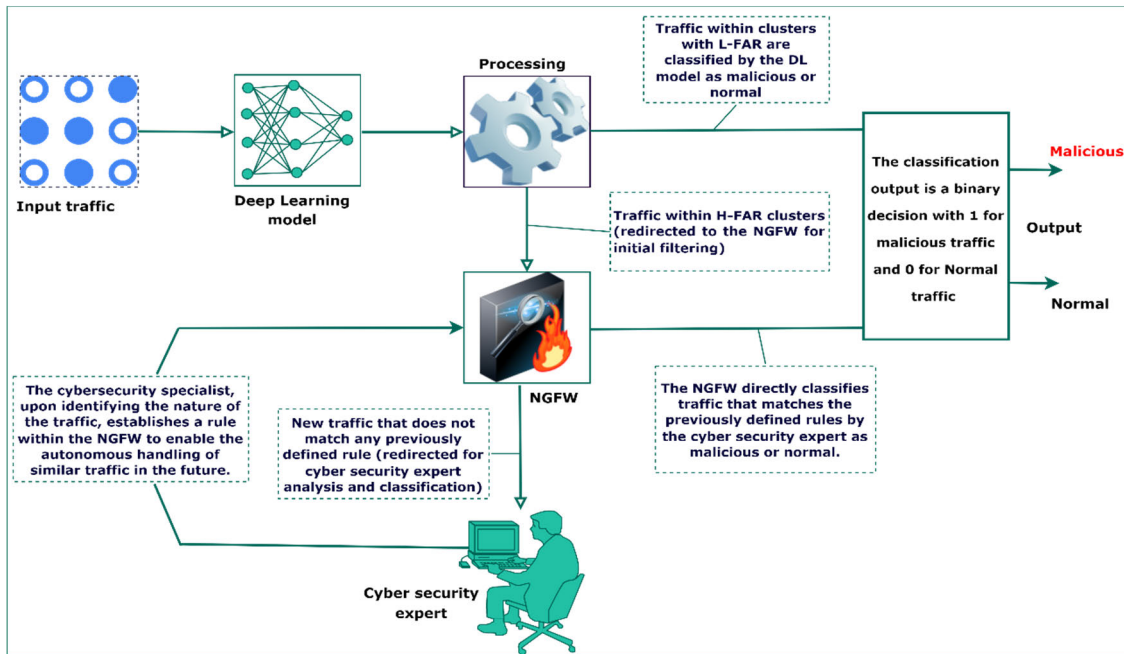 Input traffic
Deep Learning
model
Processing
Traffic within clusters
with L-FAR are
classified by the DL
model as malicious or
normal
Traffic within H-FAR clusters
(redirected to the NGFW for
initial filtering)
The classification
output is a binary
decision with 1 for
malicious traffic
and 0 for Normal
traffic
Malicious
Output
Normal
NGFW
The NGFW directly classifies
traffic that matches the
previously defined rules by
the cyber security expert as
malicious or normal.
The cybersecurity specialist,
upon identifying the nature of
the traffic, establishes a rule
within the NGFW to enable the
autonomous handling of
similar traffic in the future.
New traffic that does not
match any previously
defined rule (redirected for
cyber security expert
analysis and classification)
Cyber security
expert